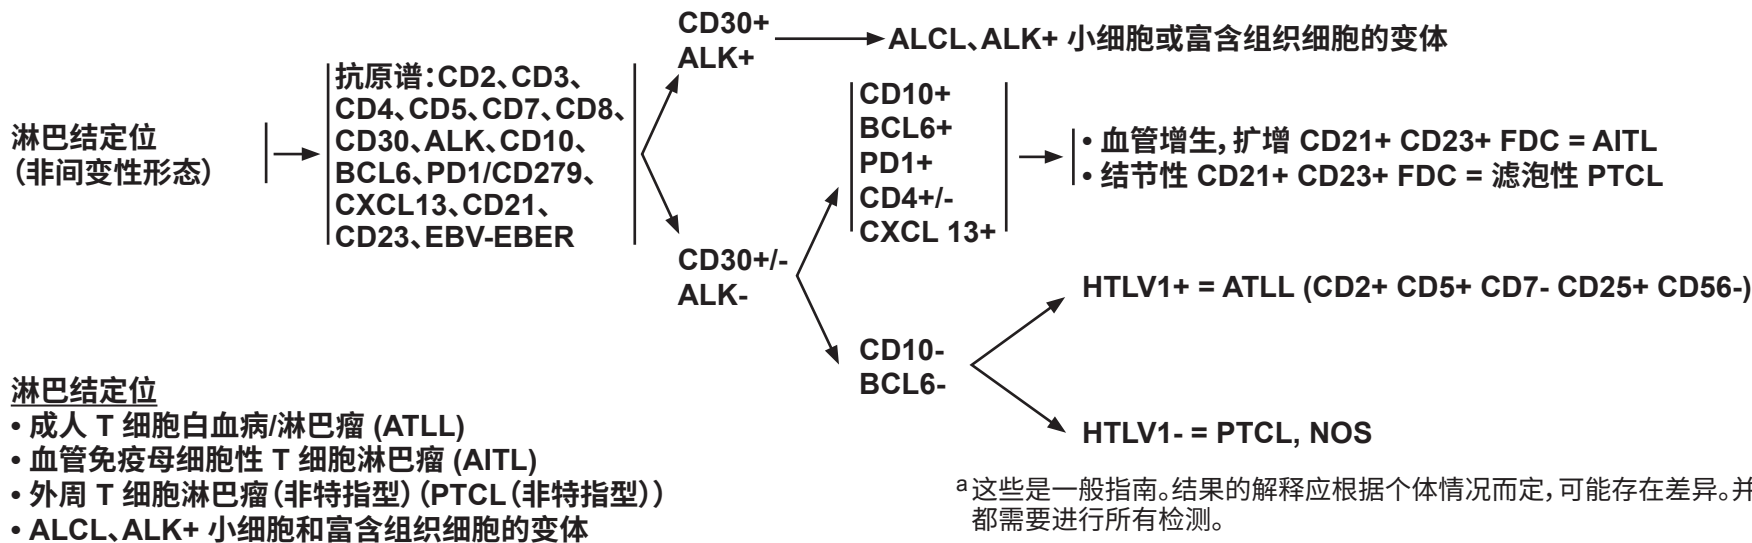 淋巴结定位
（非间变性形态）
抗原谱：CD2、CD3、
CD4、CD5、CD7、CD8、
CD30、ALK、CD10、
BCL6、PD1/CD279、
CXCL13、CD21、
CD23、EBV-EBER
CD30+
ALK+
ALCL、ALK+ 小细胞或富含组织细胞的变体
CD30+/-
ALK-
CD10+
BCL6+
PD1+
CD4+/-
CXCL 13+
• 血管增生，扩增 CD21+ CD23+ FDC = AITL
• 结节性 CD21+ CD23+ FDC = 滤泡性 PTCL
CD10-
BCL6-
HTLV1+ = ATLL (CD2+ CD5+ CD7- CD25+ CD56-)
HTLV1- = PTCL, NOS
淋巴结定位
• 成人 T 细胞白血病/淋巴瘤 (ATLL)
• 血管免疫母细胞性 T 细胞淋巴瘤 (AITL)
• 外周 T 细胞淋巴瘤（非特指型）（PTCL（非特指型））
• ALCL、ALK+ 小细胞和富含组织细胞的变体
a 这些是一般指南。结果的解释应根据个体情况而定，可能存在差异。并
都需要进行所有检测。